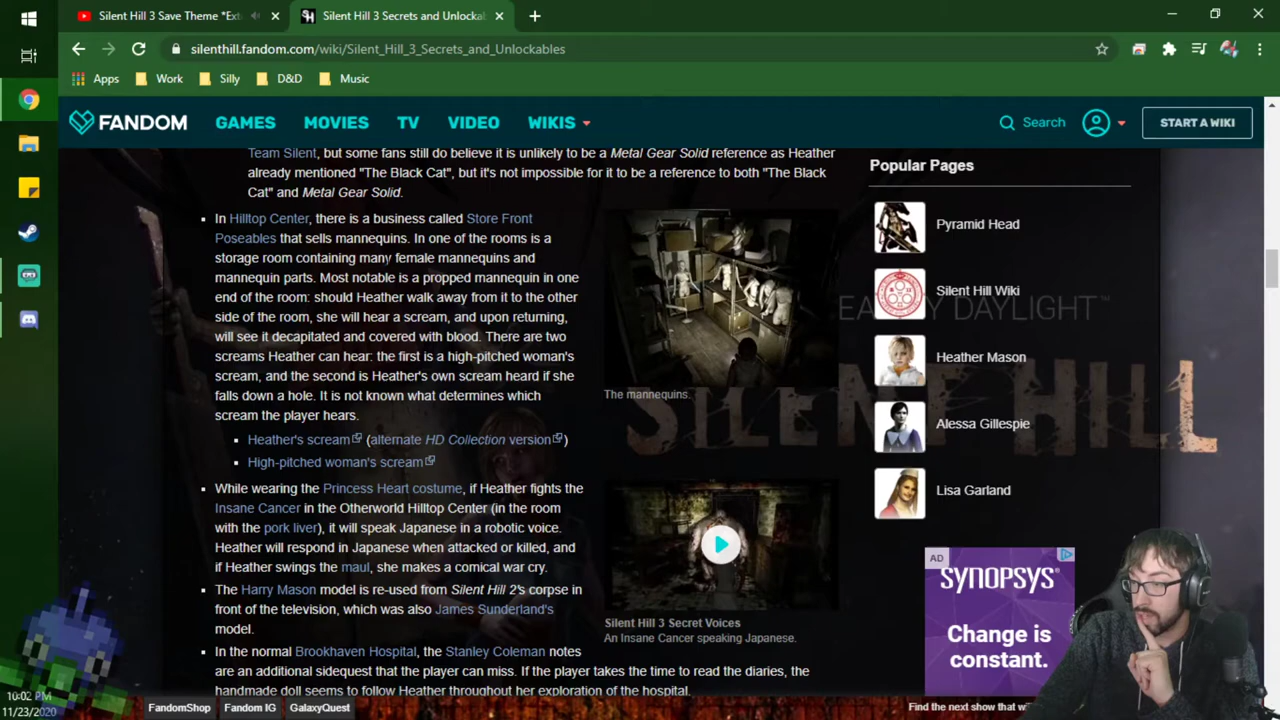 Silent Hill 3 Save Theme *Ext
Silent Hill 3 Secrets and Unlockab
silenthill.fandom.com/wiki/Silent_Hill_3_Secrets_and_Unlockables
Apps Work Silly D&D Music
FANDOM GAMES MOVIES TV VIDEO WIKIS Search START A WIKI
Team Silent, but some fans still do believe it is unlikely to be a Metal Gear Solid reference as Heather
already mentioned "The Black Cat", but it's not impossible for it to be a reference to both "The Black
Cat" and Metal Gear Solid.
In Hilltop Center, there is a business called Store Front
Poseables that sells mannequins. In one of the rooms is a
storage room containing many female mannequins and
mannequin parts. Most notable is a propped mannequin in one
end of the room: should Heather walk away from it to the other
side of the room, she will hear a scream, and upon returning,
will see it decapitated and covered with blood. There are two
screams Heather can hear: the first is a high-pitched woman's
scream, and the second is Heather's own scream heard if she
falls down a hole. It is not known what determines which
scream the player hears.
Heather's scream (alternate HD Collection version)
High-pitched woman's scream
The mannequins.
While wearing the Princess Heart costume, if Heather fights the
Insane Cancer in the Otherworld Hilltop Center (in the room
with the pork liver), it will speak Japanese in a robotic voice.
Heather will respond in Japanese when attacked or killed, and
if Heather swings the maul, she makes a comical war cry.
Silent Hill 3 Secret Voices
An Insane Cancer speaking Japanese.
The Harry Mason model is re-used from Silent Hill 2's corpse in
front of the television, which was also James Sunderland's
model.
In the normal Brookhaven Hospital, the Stanley Coleman notes
are an additional sidequest that the player can miss. If the player takes the time to read the diaries, the
handmade doll seems to follow Heather throughout her exploration of the hospital.
Popular Pages
Pyramid Head
Silent Hill Wiki
Heather Mason
Alessa Gillespie
Lisa Garland
DAYLIGHT™
SILENT HILL
AD
SYNOPSYS®
Change is
constant.
FandomShop Fandom IG GalaxyQuest Find the next show that wi
10:02 PM
11/23/2020